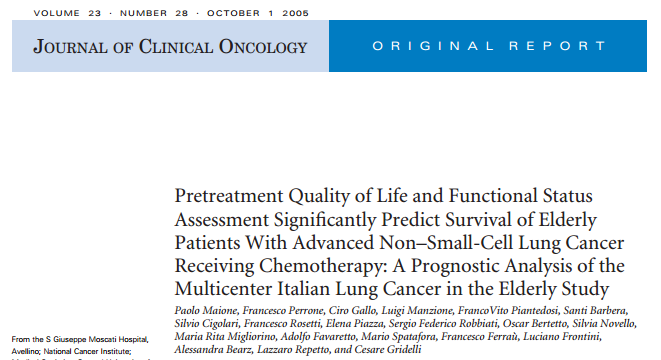 VOLUME 23 · NUMBER 28 · OCTOBER 1 2005
JOURNAL OF CLINICAL ONCOLOGY
ORIGINAL REPORT
Pretreatment Quality of Life and Functional Status
Assessment Significantly Predict Survival of Elderly
Patients With Advanced Non–Small-Cell Lung Cancer
Receiving Chemotherapy: A Prognostic Analysis of the
Multicenter Italian Lung Cancer in the Elderly Study
Paolo Maione, Francesco Perrone, Ciro Gallo, Luigi Manzione, FrancoVito Piantedosi, Santi Barbera,
Silvio Cigolari, Francesco Rosetti, Elena Piazza, Sergio Federico Robbiati, Oscar Bertetto, Silvia Novello,
Maria Rita Migliorino, Adolfo Favaretto, Mario Spatafora, Francesco Ferraù, Luciano Frontini,
Alessandra Bearz, Lazzaro Repetto, and Cesare Gridelli
From the S Giuseppe Moscati Hospital,
Avellino; National Cancer Institute;